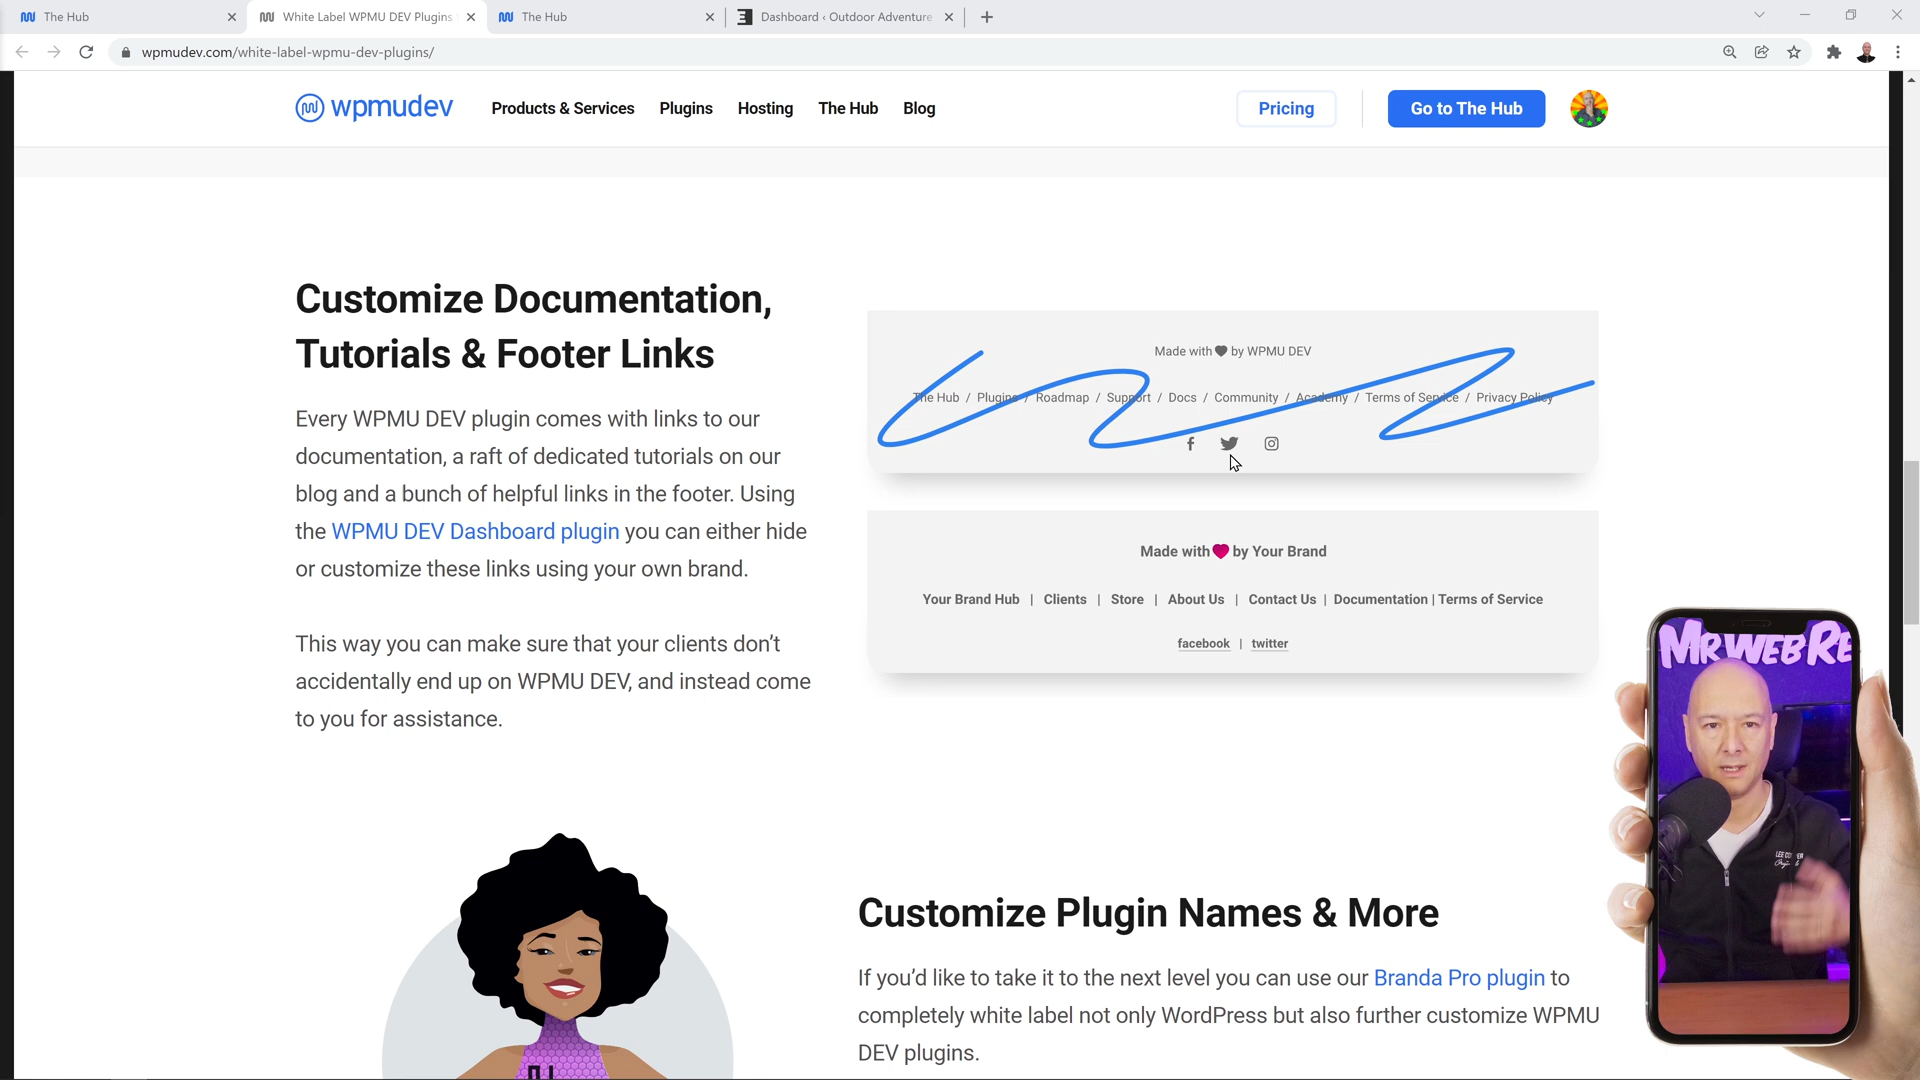 The Hub
White Label WPMU DEV Plugins
The Hub
Dashboard ‹ Outdoor Adventure
wpmudev.com/white-label-wpmu-dev-plugins/
wpmudev
Products & Services
Plugins
Hosting
The Hub
Blog
Pricing
Go to The Hub
Customize Documentation,
Tutorials & Footer Links
Every WPMU DEV plugin comes with links to our
documentation, a raft of dedicated tutorials on our
blog and a bunch of helpful links in the footer. Using
the WPMU DEV Dashboard plugin you can either hide
or customize these links using your own brand.
This way you can make sure that your clients don’t
accidentally end up on WPMU DEV, and instead come
to you for assistance.
Made with by WPMU DEV
The Hub / Plugins / Roadmap / Support / Docs / Community / Academy / Terms of Service / Privacy Policy
Made with by Your Brand
Your Brand Hub | Clients | Store | About Us | Contact Us | Documentation | Terms of Service
facebook | twitter
Customize Plugin Names & More
If you’d like to take it to the next level you can use our Branda Pro plugin to
completely white label not only WordPress but also further customize WPMU
DEV plugins.
MRWEBRE